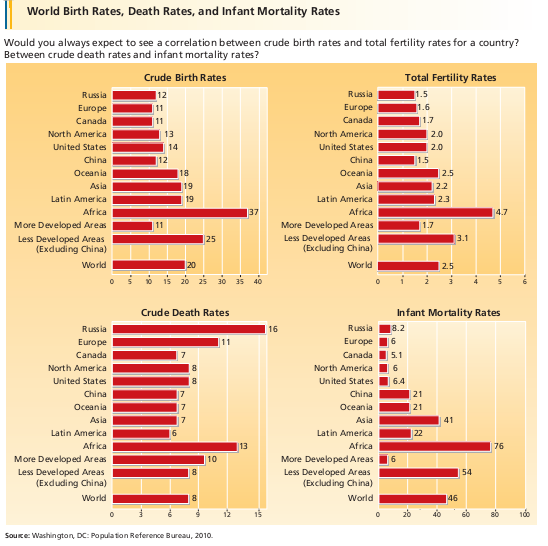 World Birth Rates, Death Rates, and Infant Mortality Rates
Would you always expect to see a correlation between crude birth rates and total fertility rates for a country?
Between crude death rates and infant mortality rates?
Crude Birth Rates
Russia 12
Europe 11
Canada 11
North America 13
United States 14
China 12
Oceania 18
Asia 19
Latin America 19
Africa 37
More Developed Areas 11
Less Developed Areas 25
(Excluding China)
World 20
0 5 10 15 20 25 30 35 40
Total Fertility Rates
Russia 1.5
Europe 1.6
Canada 1.7
North America 2.0
United States 2.0
China 1.5
Oceania 2.5
Asia 2.2
Latin America 2.3
Africa 4.7
More Developed Areas 1.7
Less Developed Areas 3.1
(Excluding China)
World 2.5
0 1 2 3 4 5 6
Crude Death Rates
Russia 16
Europe 11
Canada 7
North America 8
United States 8
China 7
Oceania 7
Asia 7
Latin America 6
Africa 13
More Developed Areas 10
Less Developed Areas 8
(Excluding China)
World 8
0 3 6 9 12 15
Infant Mortality Rates
Russia 8.2
Europe 6
Canada 5.1
North America 6
United States 6.4
China 21
Oceania 21
Asia 41
Latin America 22
Africa 76
More Developed Areas 6
Less Developed Areas 54
(Excluding China)
World 46
0 20 40 60 80 100
Source: Washington, DC: Population Reference Bureau, 2010.